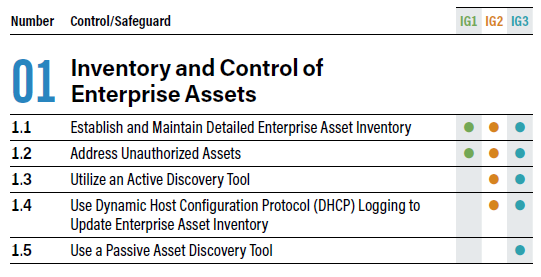 Number Control/Safeguard IG1 IG2 IG3
01 Inventory and Control of
Enterprise Assets
1.1 Establish and Maintain Detailed Enterprise Asset Inventory
1.2 Address Unauthorized Assets
1.3 Utilize an Active Discovery Tool
1.4 Use Dynamic Host Configuration Protocol (DHCP) Logging to
Update Enterprise Asset Inventory
1.5 Use a Passive Asset Discovery Tool